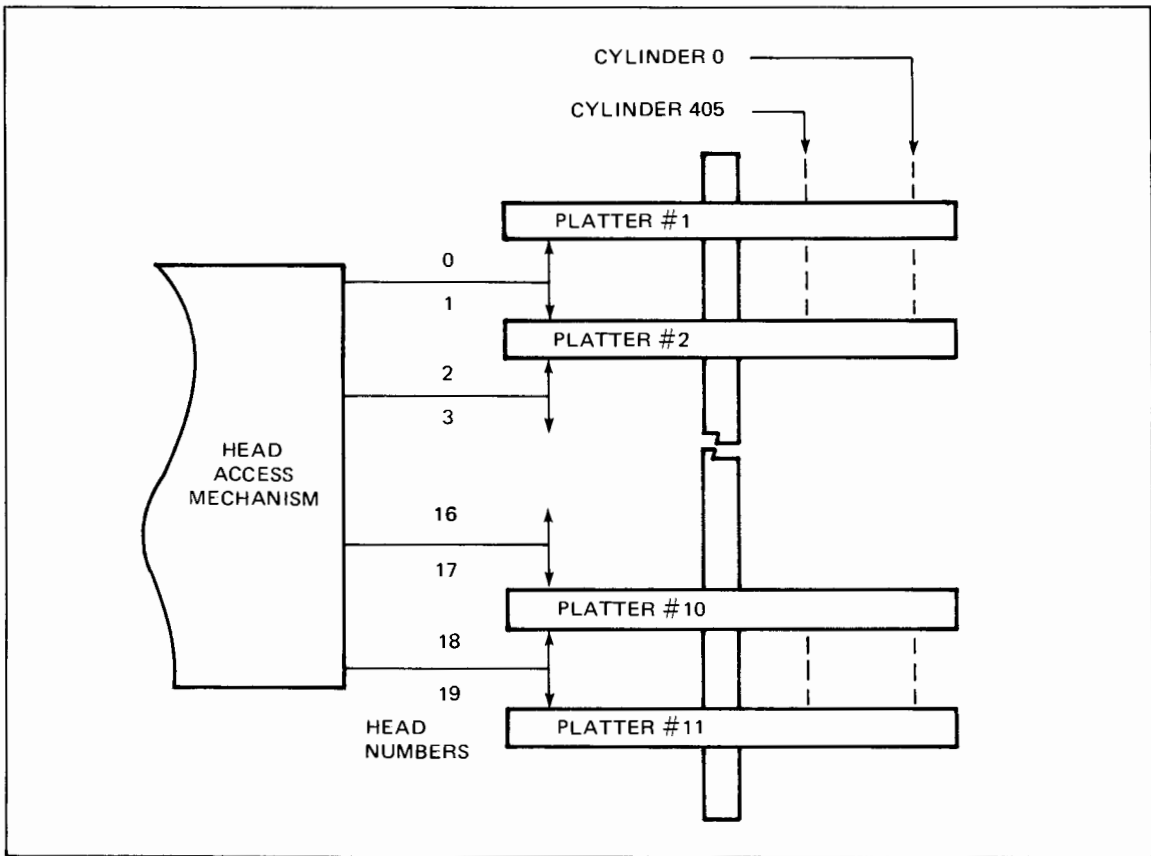 CYLINDER 0
CYLINDER 405
PLATTER #1
0
1
PLATTER #2
2
3
HEAD
ACCESS
MECHANISM
16
17
PLATTER #10
18
19
PLATTER #11
HEAD
NUMBERS